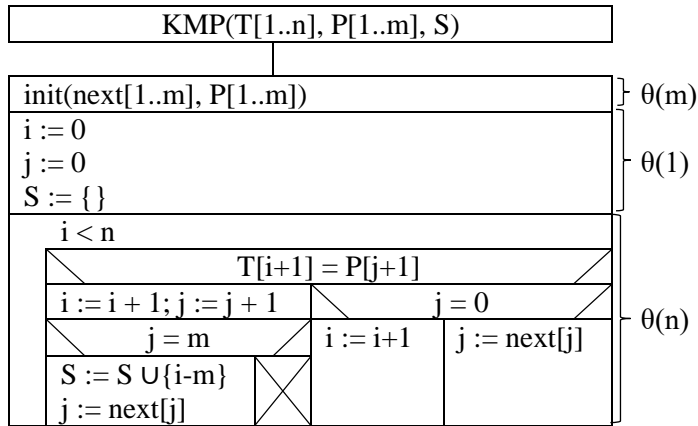 KMP(T[1..n], P[1..m], S)
init(next[1..m], P[1..m])
θ(m)
i := 0
j := 0
S := { }
θ(1)
i < n
T[i+1] = P[j+1]
i := i + 1; j := j + 1
j = 0
j = m
i := i+1
j := next[j]
S := S ∪{i-m}
j := next[j]
θ(n)